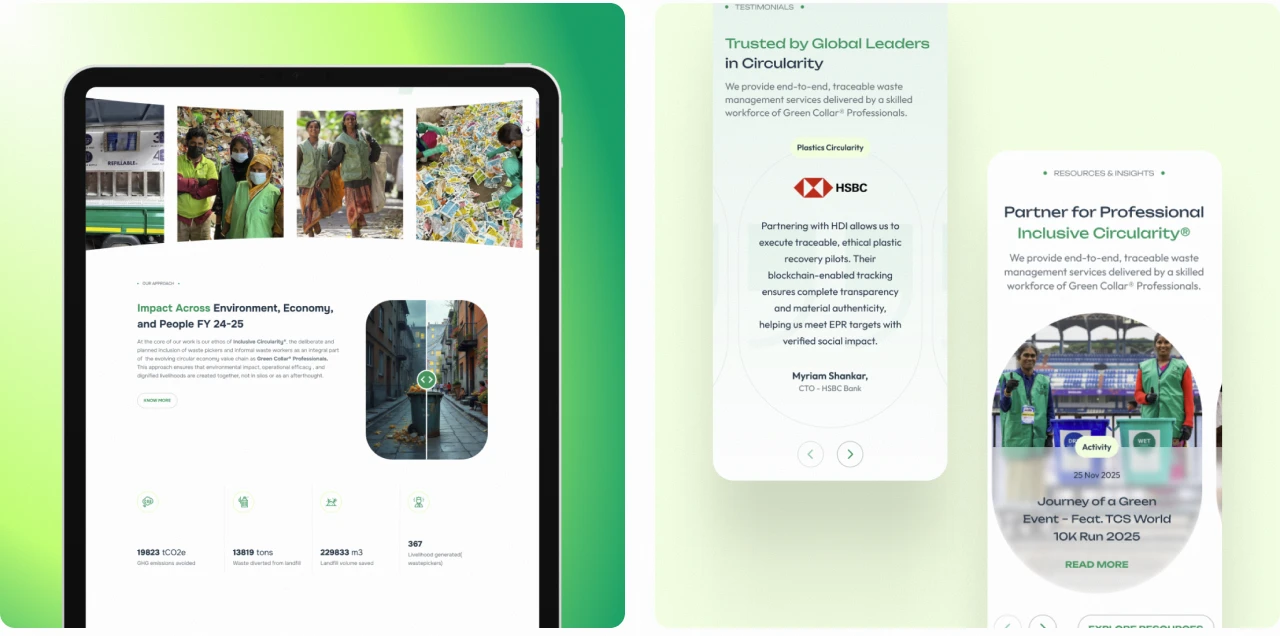 REFILLABLE
OUR APPROACH
Impact Across Environment, Economy,
and People FY 24-25
At the core of our work is our ethos of Inclusive Circularity®, the deliberate and
planned inclusion of waste pickers and informal waste workers as an integral part
of the evolving circular economy value chain as Green Collar® Professionals.
This approach ensures that environmental impact, operational efficacy, and
dignified livelihoods are created together, not in silos or as an afterthought.
KNOW MORE
19823 tCO2e
GHG emissions avoided
13819 tons
Waste diverted from landfill
229833 m3
Landfill volume saved
367
Livelihood generated(
wastepickers)
TESTIMONIALS
Trusted by Global Leaders
in Circularity
We provide end-to-end, traceable waste
management services delivered by a skilled
workforce of Green Collar® Professionals.
Plastics Circularity
HSBC
Partnering with HDI allows us to
execute traceable, ethical plastic
recovery pilots. Their
blockchain-enabled tracking
ensures complete transparency
and material authenticity,
helping us meet EPR targets with
verified social impact.
Myriam Shankar,
CTO - HSBC Bank
RESOURCES & INSIGHTS
Partner for Professional
Inclusive Circularity®
We provide end-to-end, traceable waste
management services delivered by a skilled
workforce of Green Collar® Professionals.
WET
Activity
25 Nov 2025
Journey of a Green
Event – Feat. TCS World
10K Run 2025
READ MORE
EXPLORE RESOURCES